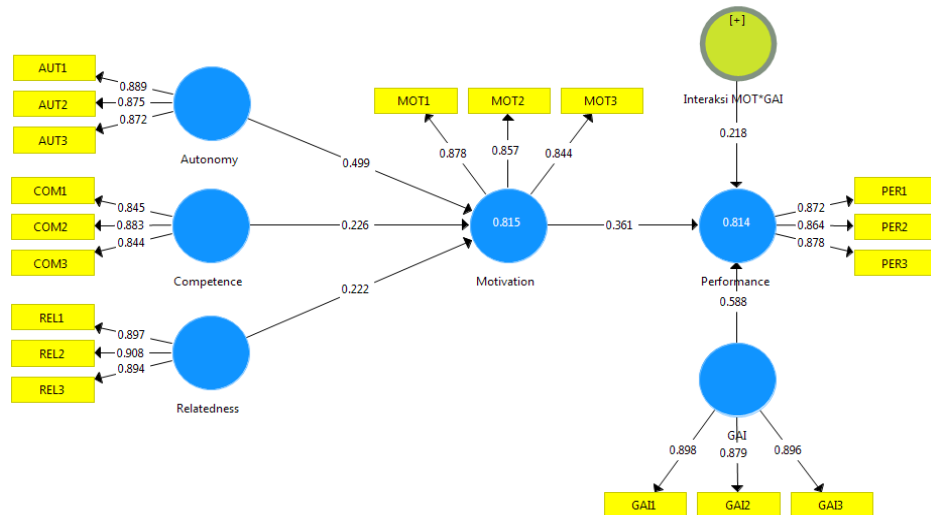 [+]
Interaksi MOT*GAI
0.218
AUT1
AUT2
AUT3
0.889
0.875
0.872
Autonomy
0.499
COM1
COM2
COM3
0.845
0.883
0.844
Competence
0.226
REL1
REL2
REL3
0.897
0.908
0.894
Relatedness
0.222
MOT1
MOT2
MOT3
0.878
0.857
0.844
0.815
Motivation
0.361
0.814
Performance
0.872
0.864
0.878
PER1
PER2
PER3
0.588
GAI
0.898
0.879
0.896
GAI1
GAI2
GAI3